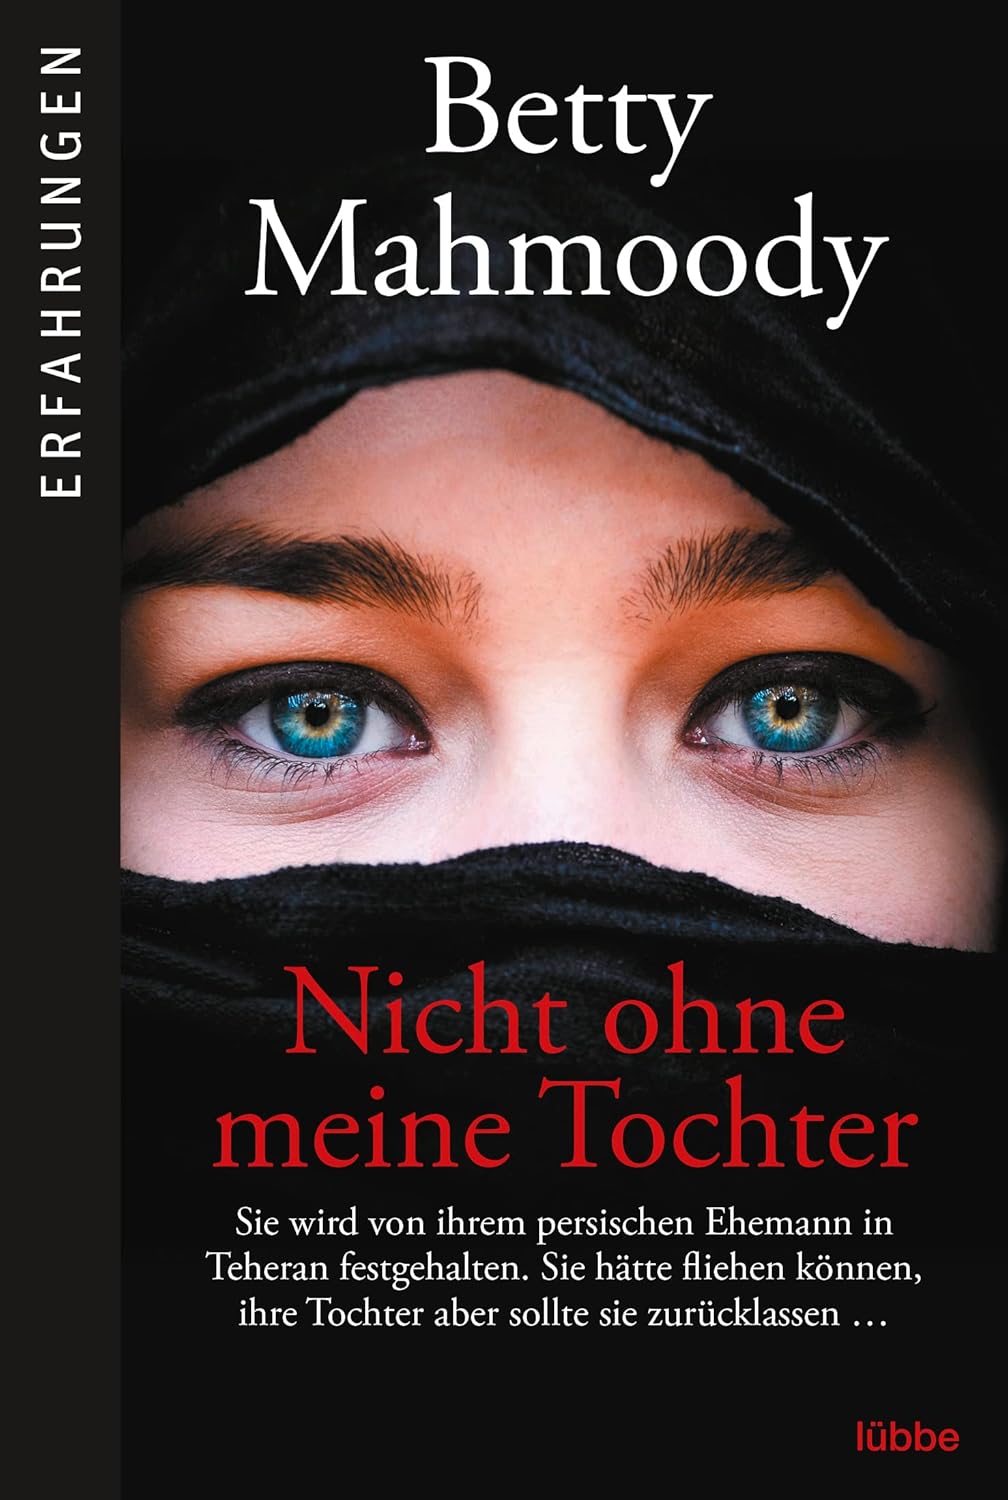 ERFAHRUNGEN
Betty
Mahmoody
Nicht ohne
meine Tochter
Sie wird von ihrem persischen Ehemann in
Teheran festgehalten. Sie hätte fliehen können,
ihre Tochter aber sollte sie zurücklassen …
lübbe